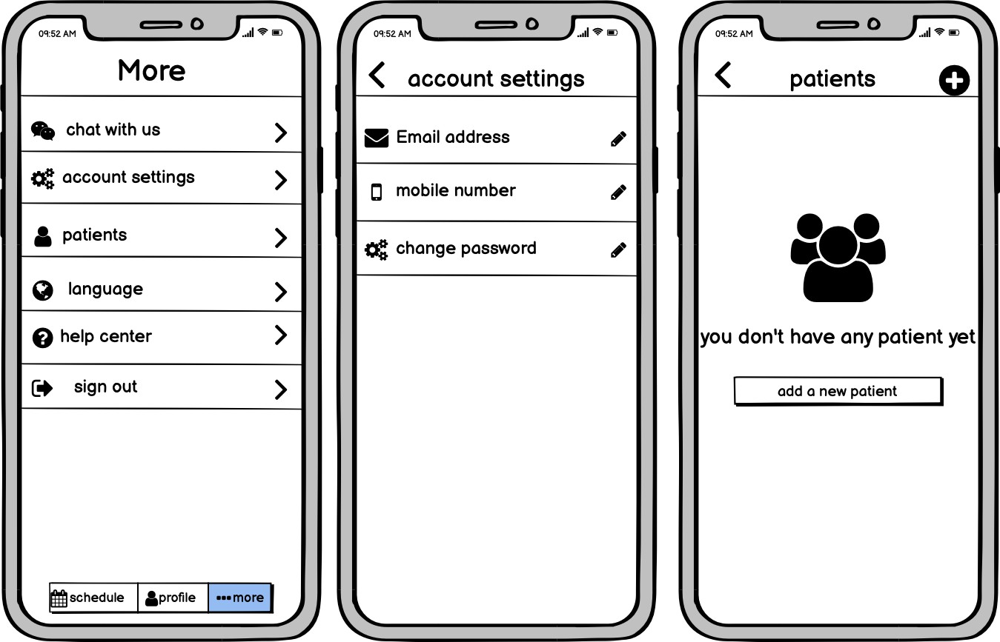 09:52 AM
More
chat with us
account settings
patients
language
help center
sign out
schedule
profile
more
09:52 AM
account settings
Email address
mobile number
change password
09:52 AM
patients
you don't have any patient yet
add a new patient